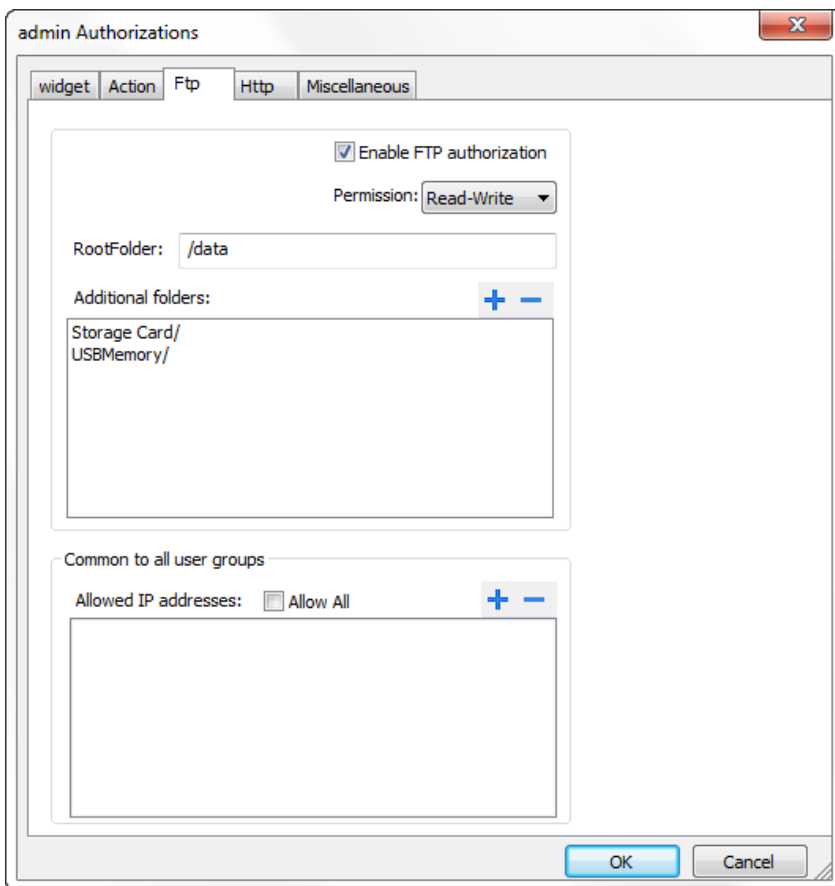 admin Authorizations
widget Action Ftp Http Miscellaneous
Enable FTP authorization
Permission: Read-Write
RootFolder: /data
Additional folders:
Storage Card/
USBMemory/
Common to all user groups
Allowed IP addresses: Allow All
OK Cancel